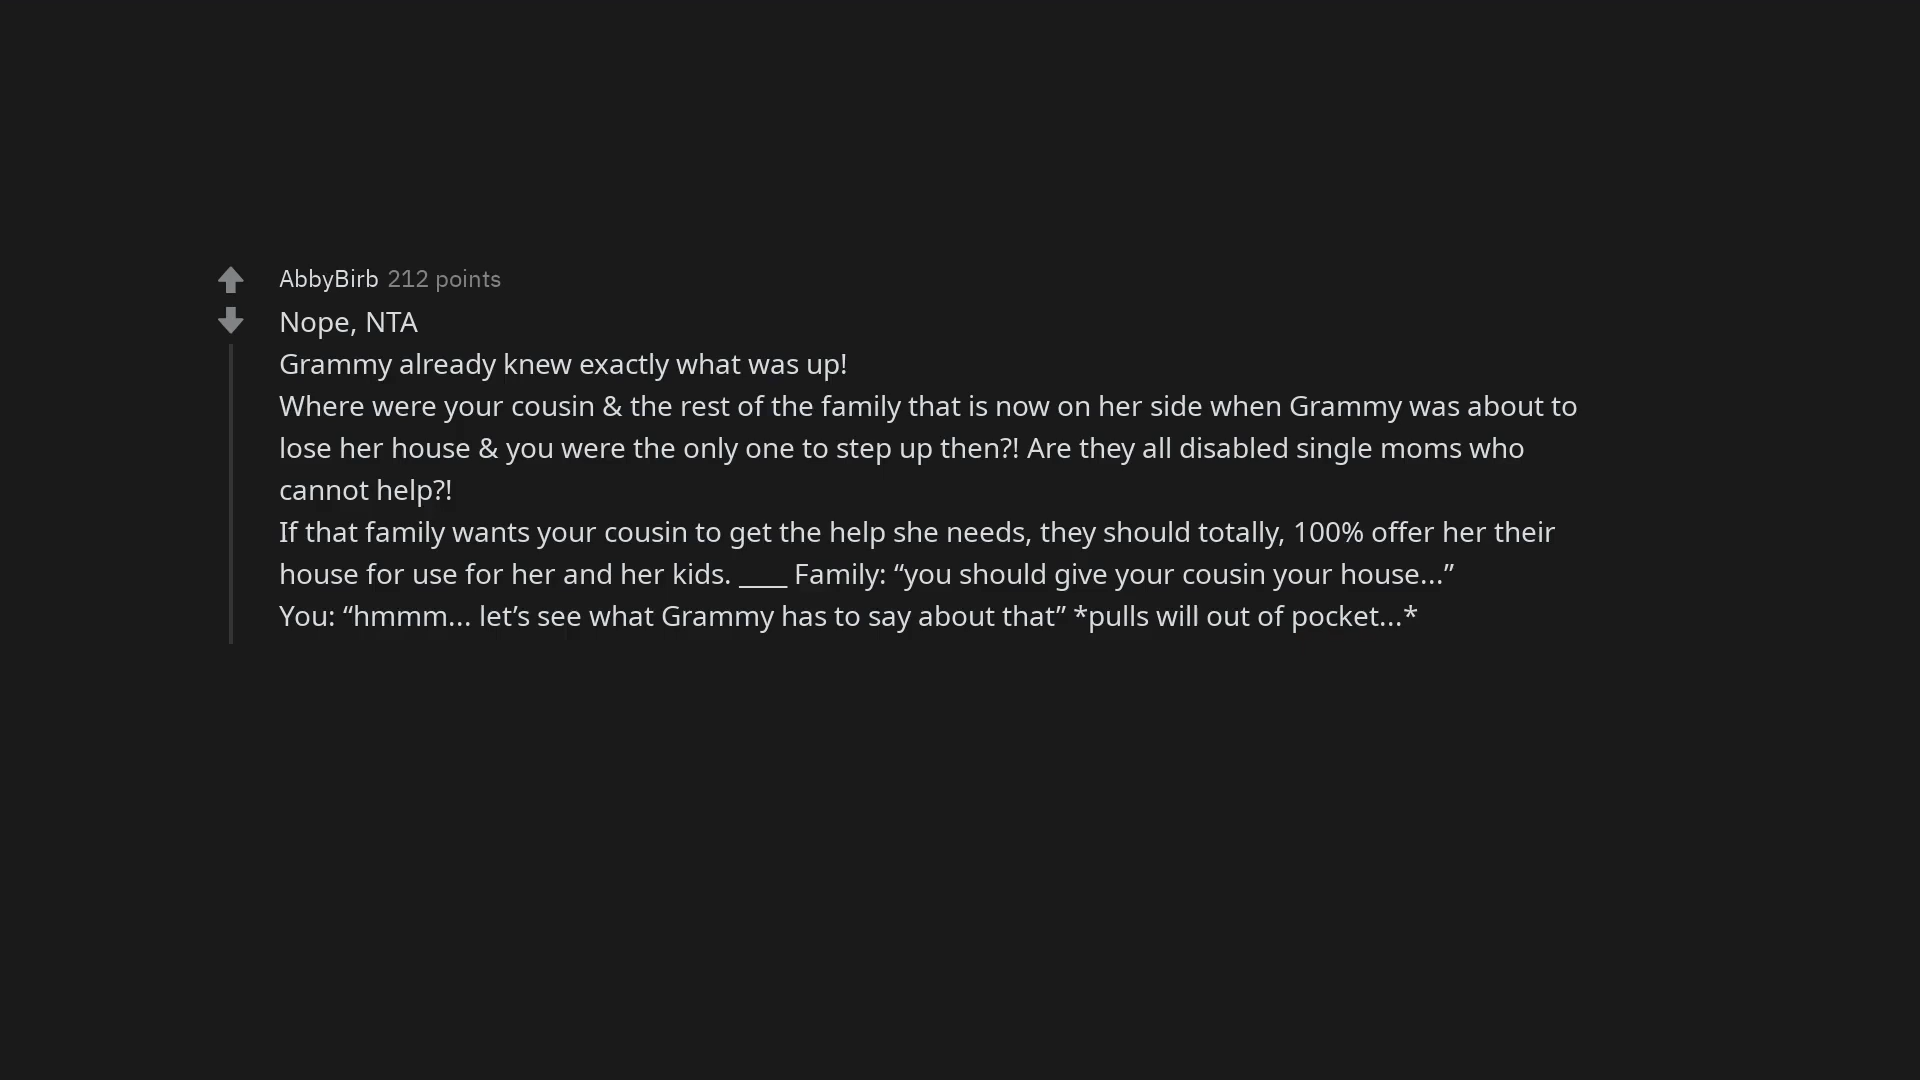 AbbyBirb 212 points
Nope, NTA
Grammy already knew exactly what was up!
Where were your cousin & the rest of the family that is now on her side when Grammy was about to
lose her house & you were the only one to step up then?! Are they all disabled single moms who
cannot help?!
If that family wants your cousin to get the help she needs, they should totally, 100% offer her their
house for use for her and her kids. ____ Family: “you should give your cousin your house...”
You: “hmmm... let’s see what Grammy has to say about that” *pulls will out of pocket...*